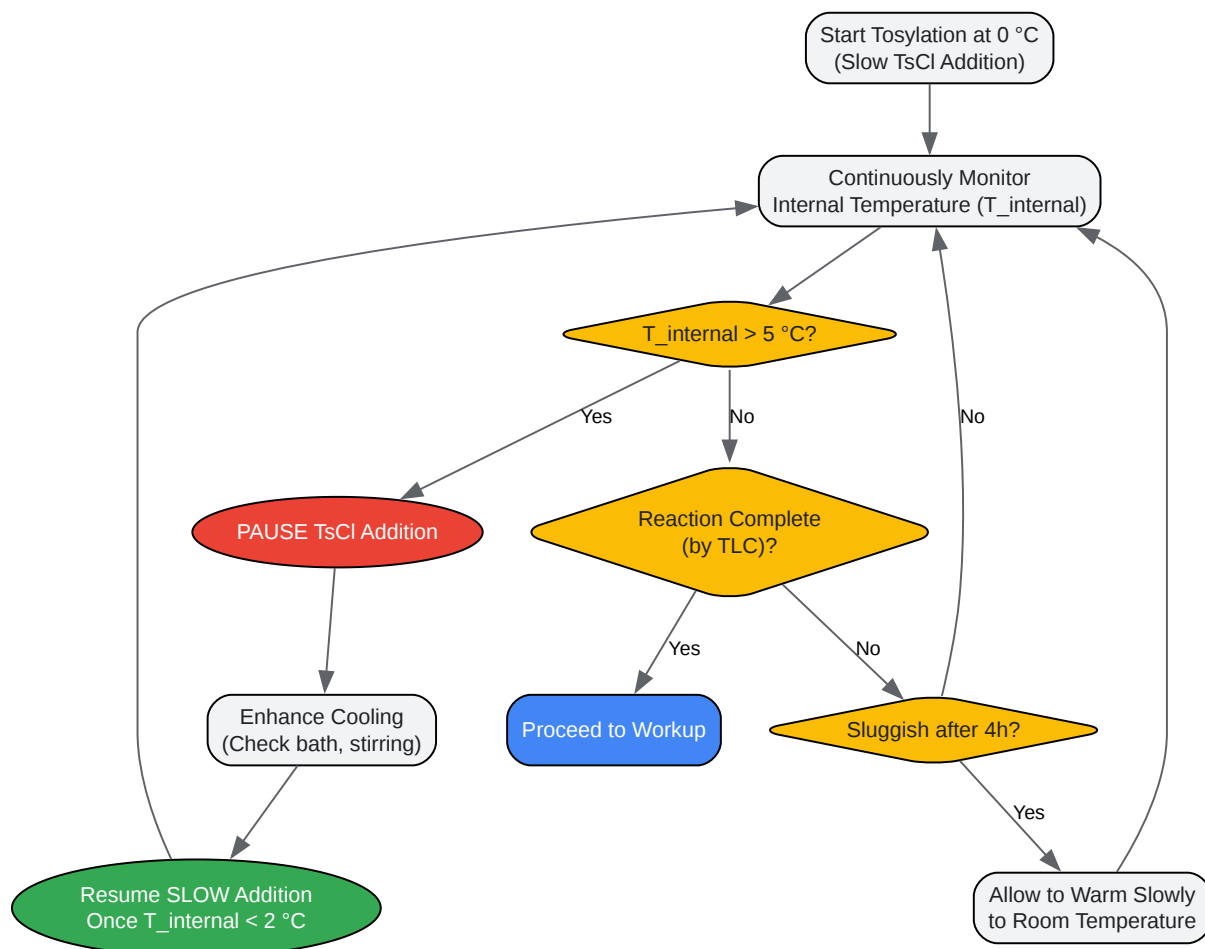 Start Tosylation at 0 °C
(Slow TsCl Addition)
Continuously Monitor
Internal Temperature (T_internal)
T_internal > 5 °C?
Yes
No
No
PAUSE TsCl Addition
Reaction Complete
(by TLC)?
Yes
No
Enhance Cooling
(Check bath, stirring)
Proceed to Workup
Sluggish after 4h?
Yes
Resume SLOW Addition
Once T_internal < 2 °C
Allow to Warm Slowly
to Room Temperature